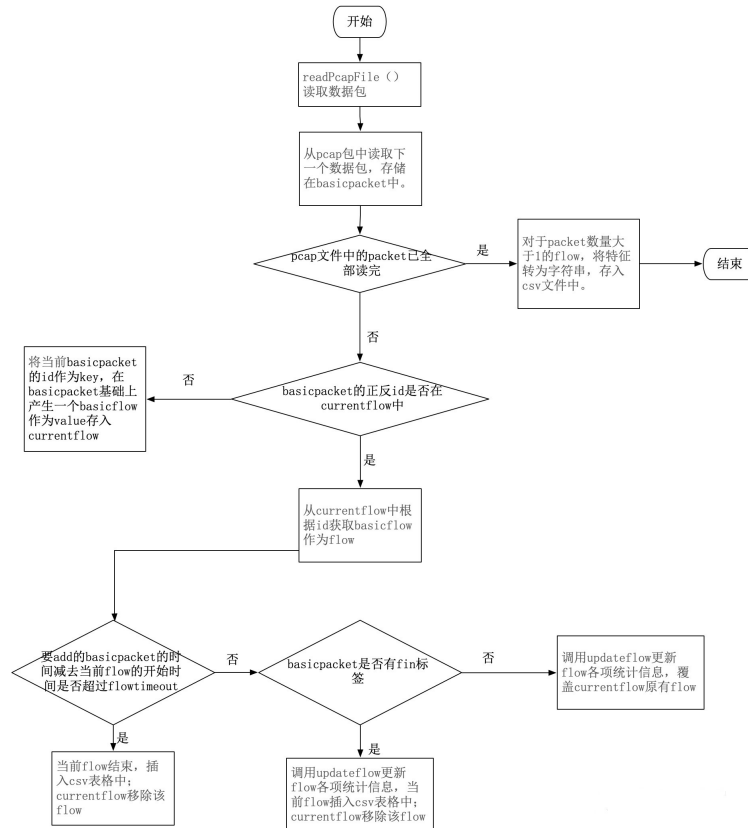 开始
readPcapFile（）
读取数据包
从pcap包中读取下
一个数据包，存储
在basicpacket中。
pcap文件中的packet已全
部读完
是
对于packet数量大
于1的flow，将特征
转为字符串，存入
csv文件中。
结束
否
将当前basicpacket
的id作为key，在
basicpacket基础上
产生一个basicflow
作为value存入
currentflow
否
basicpacket的正反id是否在
currentflow中
是
从currentflow中根
据id获取basicflow
作为flow
要add的basicpacket的时
间减去当前flow的开始时
间是否超过flowtimeout
否
basicpacket是否有fin标
签
否
调用updateflow更新
flow各项统计信息，覆
盖currentflow原有flow
是
当前flow结束，插
入csv表格中；
currentflow移除该
flow
是
调用updateflow更新
flow各项统计信息，当
前flow插入csv表格中；
currentflow移除该flow